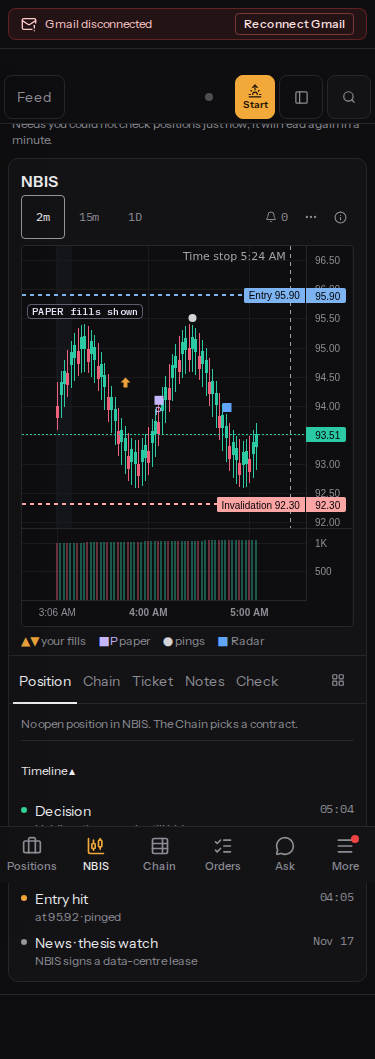 Gmail disconnected
Reconnect Gmail
Feed
Start
Needs you could not check positions just now; it will read again in a
minute.
NBIS
2m 15m 1D 0
Time stop 5:24 AM
96.50
Entry 95.90 95.90
PAPER fills shown
95.50
95.00
94.50
94.00
P
93.51
93.00
92.50
Invalidation 92.30 92.30
92.00
1K
500
3:06 AM 4:00 AM 5:00 AM
your fills P paper pings Radar
Position Chain Ticket Notes Check
No open position in NBIS. The Chain picks a contract.
Timeline
Decision 05:04
Positions NBIS Chain Orders Ask More
Entry hit 04:05
at 95.92 · pinged
News · thesis watch Nov 17
NBIS signs a data-centre lease